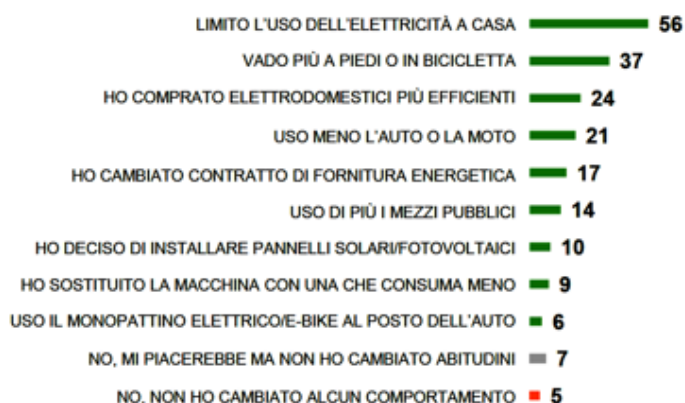 LIMITO L'USO DELL'ELETTRICITÀ A CASA 56
VADO PIÙ A PIEDI O IN BICICLETTA 37
HO COMPRATO ELETTRODOMESTICI PIÙ EFFICIENTI 24
USO MENO L'AUTO O LA MOTO 21
HO CAMBIATO CONTRATTO DI FORNITURA ENERGETICA 17
USO DI PIÙ I MEZZI PUBBLICI 14
HO DECISO DI INSTALLARE PANNELLI SOLARI/FOTOVOLTAICI 10
HO SOSTITUITO LA MACCHINA CON UNA CHE CONSUMA MENO 9
USO IL MONOPATTINO ELETTRICO/E-BIKE AL POSTO DELL'AUTO 6
NO, MI PIACEREBBE MA NON HO CAMBIATO ABITUDINI 7
NO, NON HO CAMBIATO ALCUN COMPORTAMENTO 5